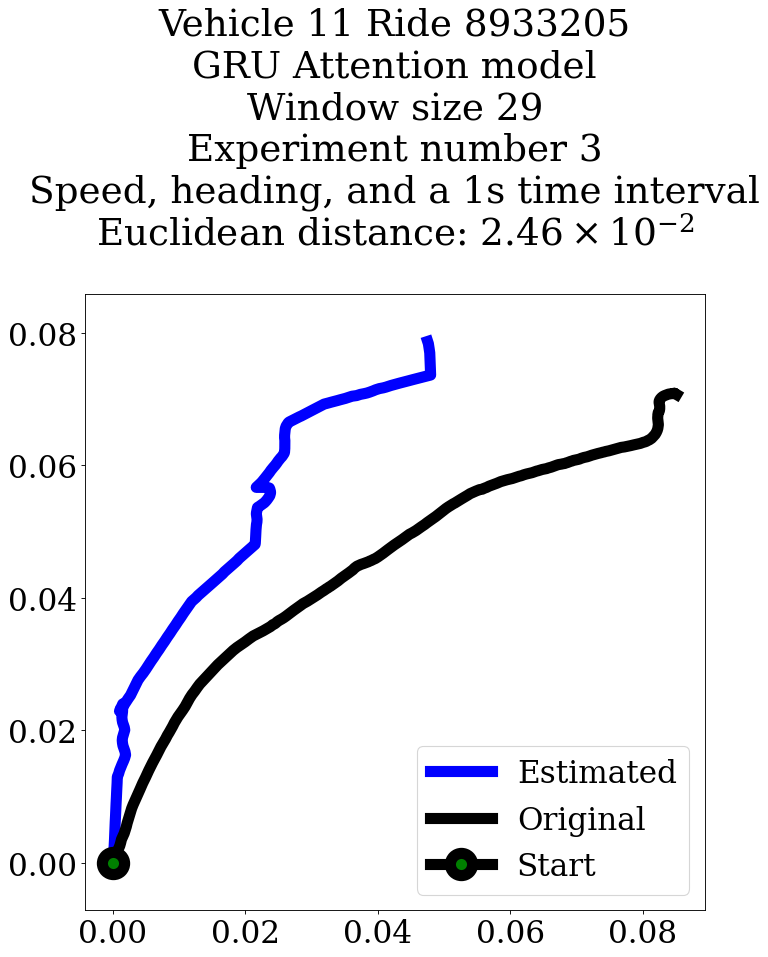 Vehicle 11 Ride 8933205
GRU Attention model
Window size 29
Experiment number 3
Speed, heading, and a 1s time interval
Euclidean distance: 2.46 × 10⁻²
0.08
0.06
0.04
0.02
0.00
Estimated
Original
Start
0.00 0.02 0.04 0.06 0.08